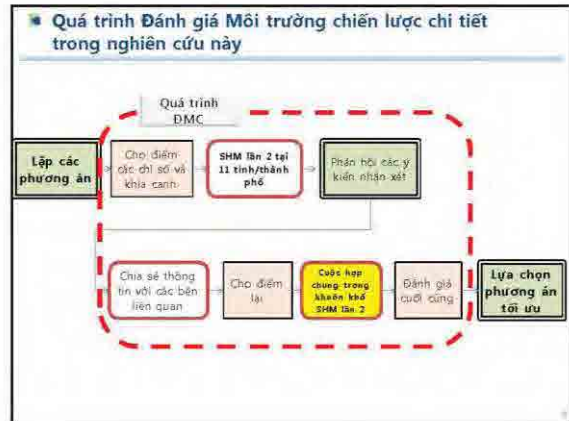 Quá trình Đánh giá Môi trường chiến lược chi tiết
trong nghiên cứu này
Quá trình
ĐMC
Lập các
phương án
Cho điểm
các chỉ số và
khía cạnh
SHM lần 2 tại
11 tỉnh/thành
phố
Phản hồi các ý
kiến nhận xét
Chia sẻ thông
tin với các bên
liên quan
Cho điểm
lại
Cuộc họp
chung trong
khuôn khổ
SHM lần 2
Đánh giá
cuối cùng
Lựa chọn
phương án
tối ưu